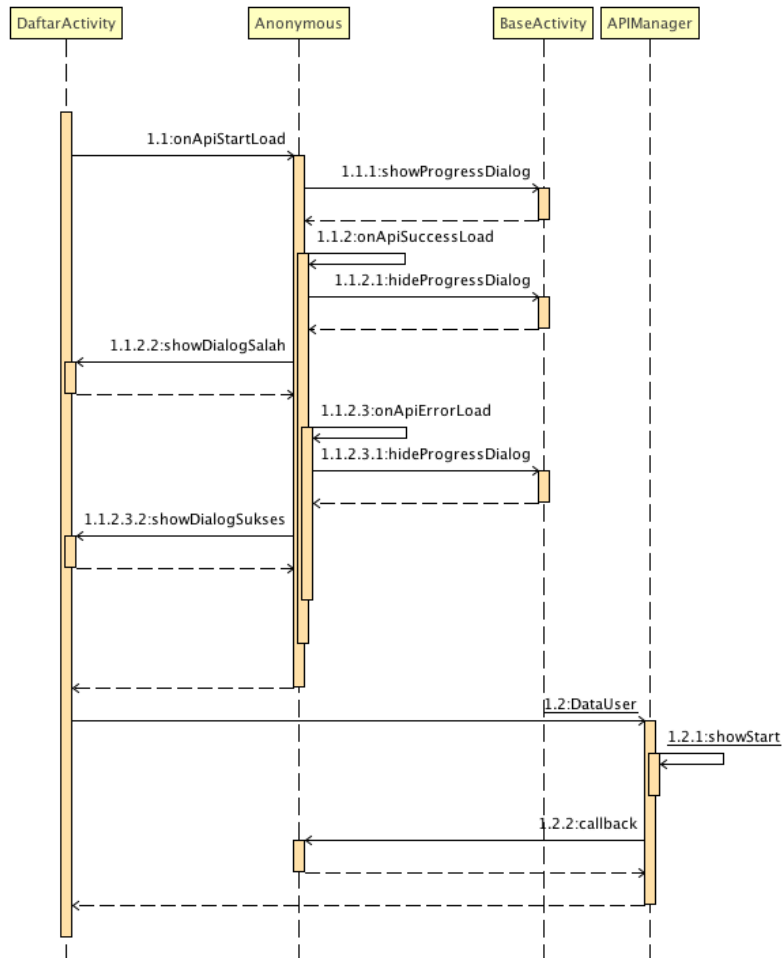 DaftarActivity
Anonymous
BaseActivity
APIManager
1.1:onApiStartLoad
1.1.1:showProgressDialog
1.1.2:onApiSuccessLoad
1.1.2.1:hideProgressDialog
1.1.2.2:showDialogSalah
1.1.2.3:onApiErrorLoad
1.1.2.3.1:hideProgressDialog
1.1.2.3.2:showDialogSukses
1.2:DataUser
1.2.1:showStart
1.2.2:callback